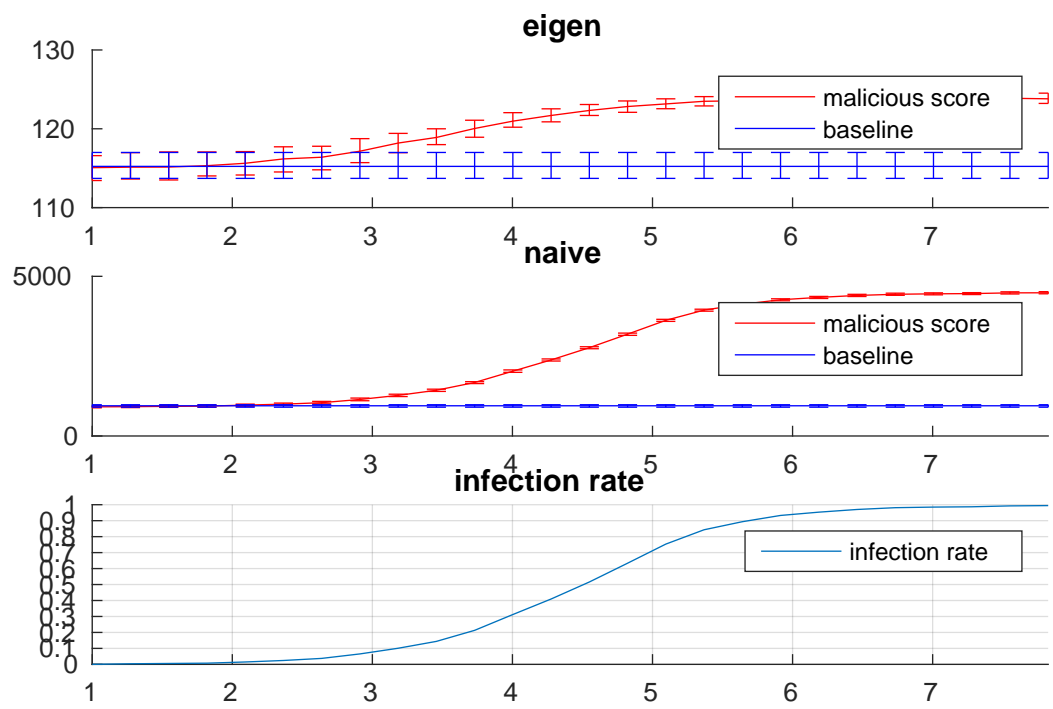 eigen
130
120
110
malicious score
baseline
1 2 3 4 5 6 7
naive
5000
0
malicious score
baseline
1 2 3 4 5 6 7
infection rate
1
0.9
0.8
0.7
0.6
0.5
0.4
0.3
0.2
0.1
0
infection rate
1 2 3 4 5 6 7